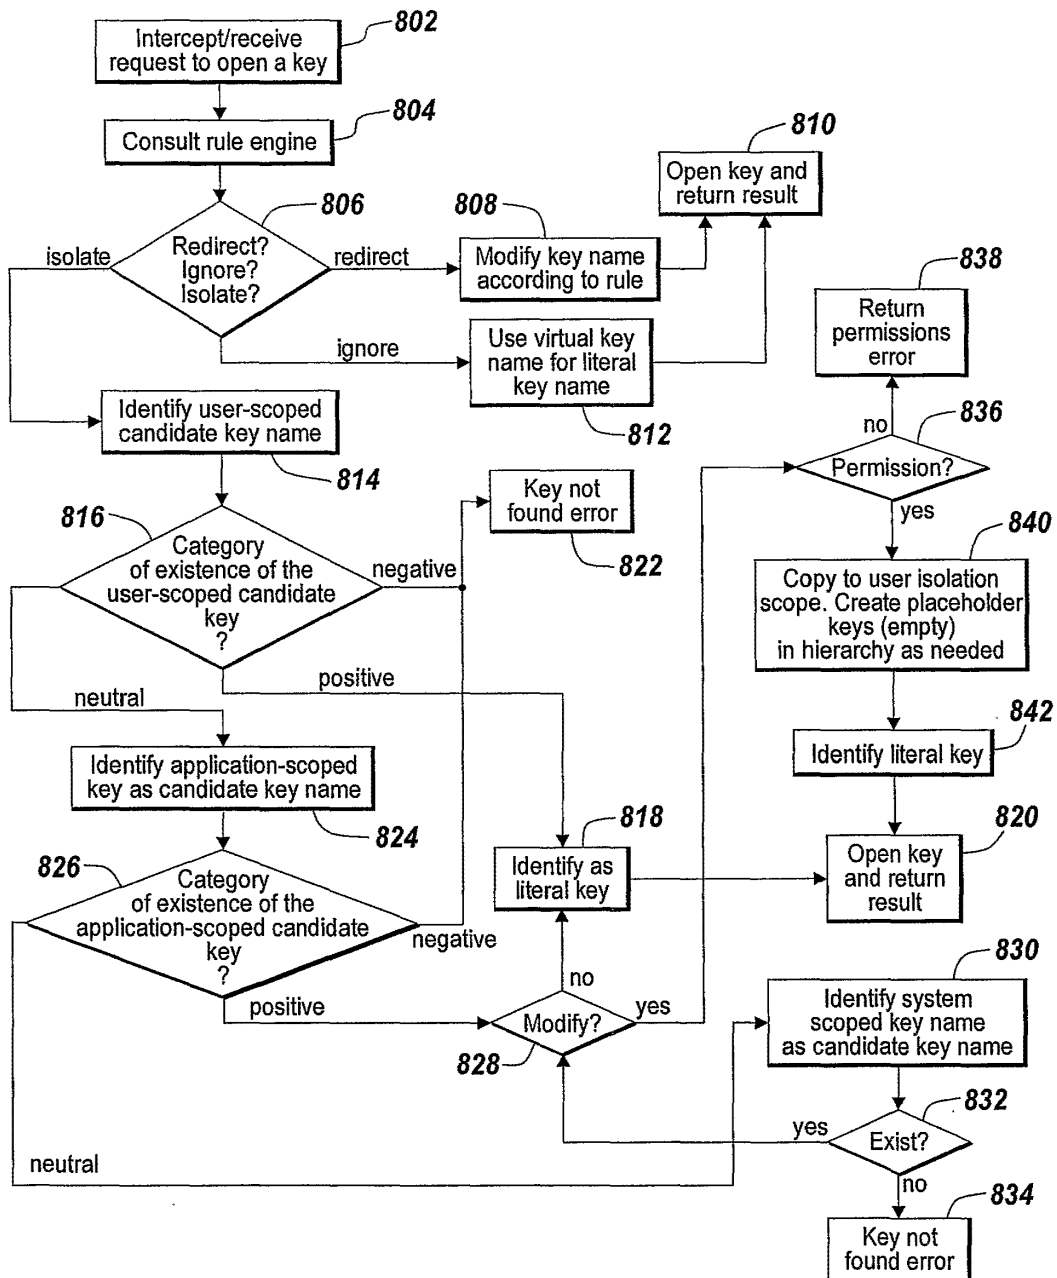 802
Intercept/receive
request to open a key
804
Consult rule engine
806
Redirect?
Ignore?
Isolate?
isolate
redirect
ignore
808
Modify key name
according to rule
810
Open key and
return result
Use virtual key
name for literal
key name
812
Identify user-scoped
candidate key name
814
816
Category
of existence of the
user-scoped candidate
key
?
negative
positive
neutral
Key not
found error
822
Identify application-scoped
key as candidate key name
824
826
Category
of existence of the
application-scoped candidate
key
?
negative
positive
neutral
818
Identify as
literal key
no
Modify?
yes
828
838
Return
permissions
error
no
836
Permission?
yes
840
Copy to user isolation
scope. Create placeholder
keys (empty)
in hierarchy as needed
842
Identify literal key
820
Open key
and return
result
830
Identify system
scoped key name
as candidate key name
832
yes
Exist?
no
834
Key not
found error